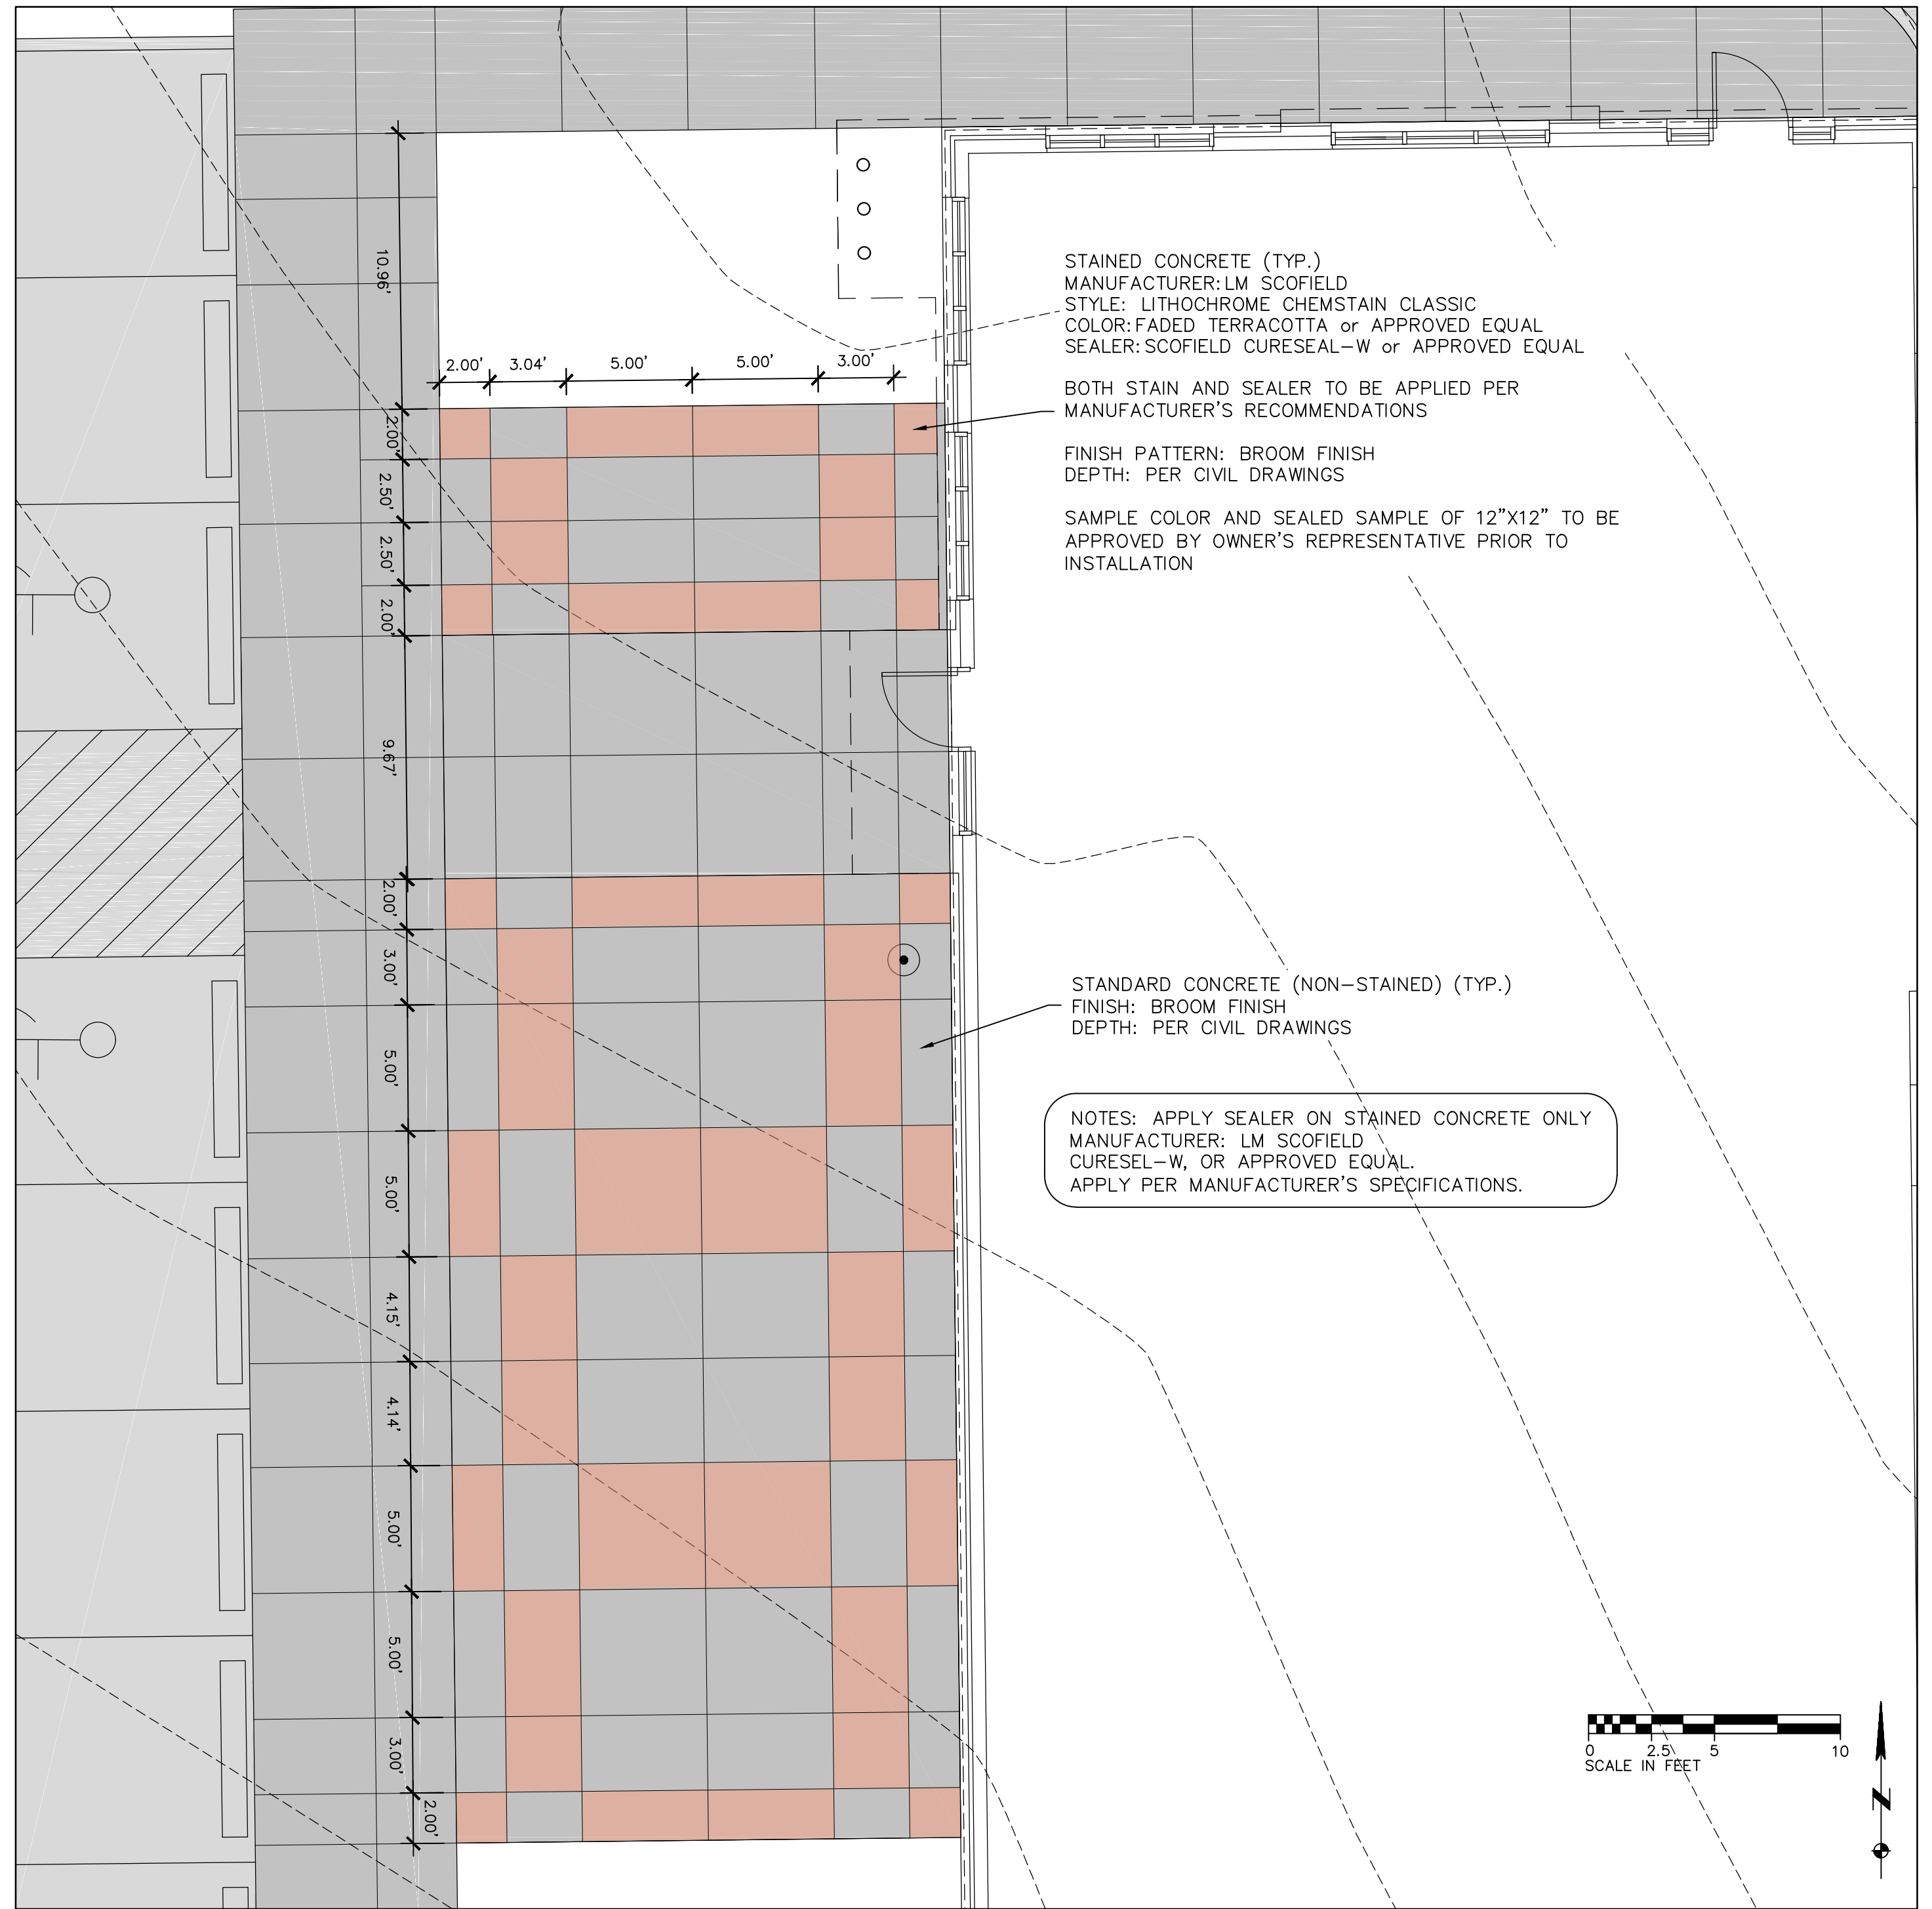 10.96'
2.00'
3.04'
5.00'
5.00'
3.00'
2.00'
2.50'
2.50'
2.00'
9.67'
2.00'
3.00'
5.00'
5.00'
4.15'
4.14'
5.00'
5.00'
3.00'
2.00'
STAINED CONCRETE (TYP.)
MANUFACTURER: LM SCOFIELD
STYLE: LITHOCHROME CHEMSTAIN CLASSIC
COLOR: FADED TERRACOTTA or APPROVED EQUAL
SEALER: SCOFIELD CURESEAL-W or APPROVED EQUAL
BOTH STAIN AND SEALER TO BE APPLIED PER
MANUFACTURER'S RECOMMENDATIONS
FINISH PATTERN: BROOM FINISH
DEPTH: PER CIVIL DRAWINGS
SAMPLE COLOR AND SEALED SAMPLE OF 12"X12" TO BE
APPROVED BY OWNER'S REPRESENTATIVE PRIOR TO
INSTALLATION
STANDARD CONCRETE (NON-STAINED) (TYP.)
FINISH: BROOM FINISH
DEPTH: PER CIVIL DRAWINGS
NOTES: APPLY SEALER ON STAINED CONCRETE ONLY
MANUFACTURER: LM SCOFIELD
CURESEL-W, OR APPROVED EQUAL.
APPLY PER MANUFACTURER'S SPECIFICATIONS.
0 2.5 5 10
SCALE IN FEET
N